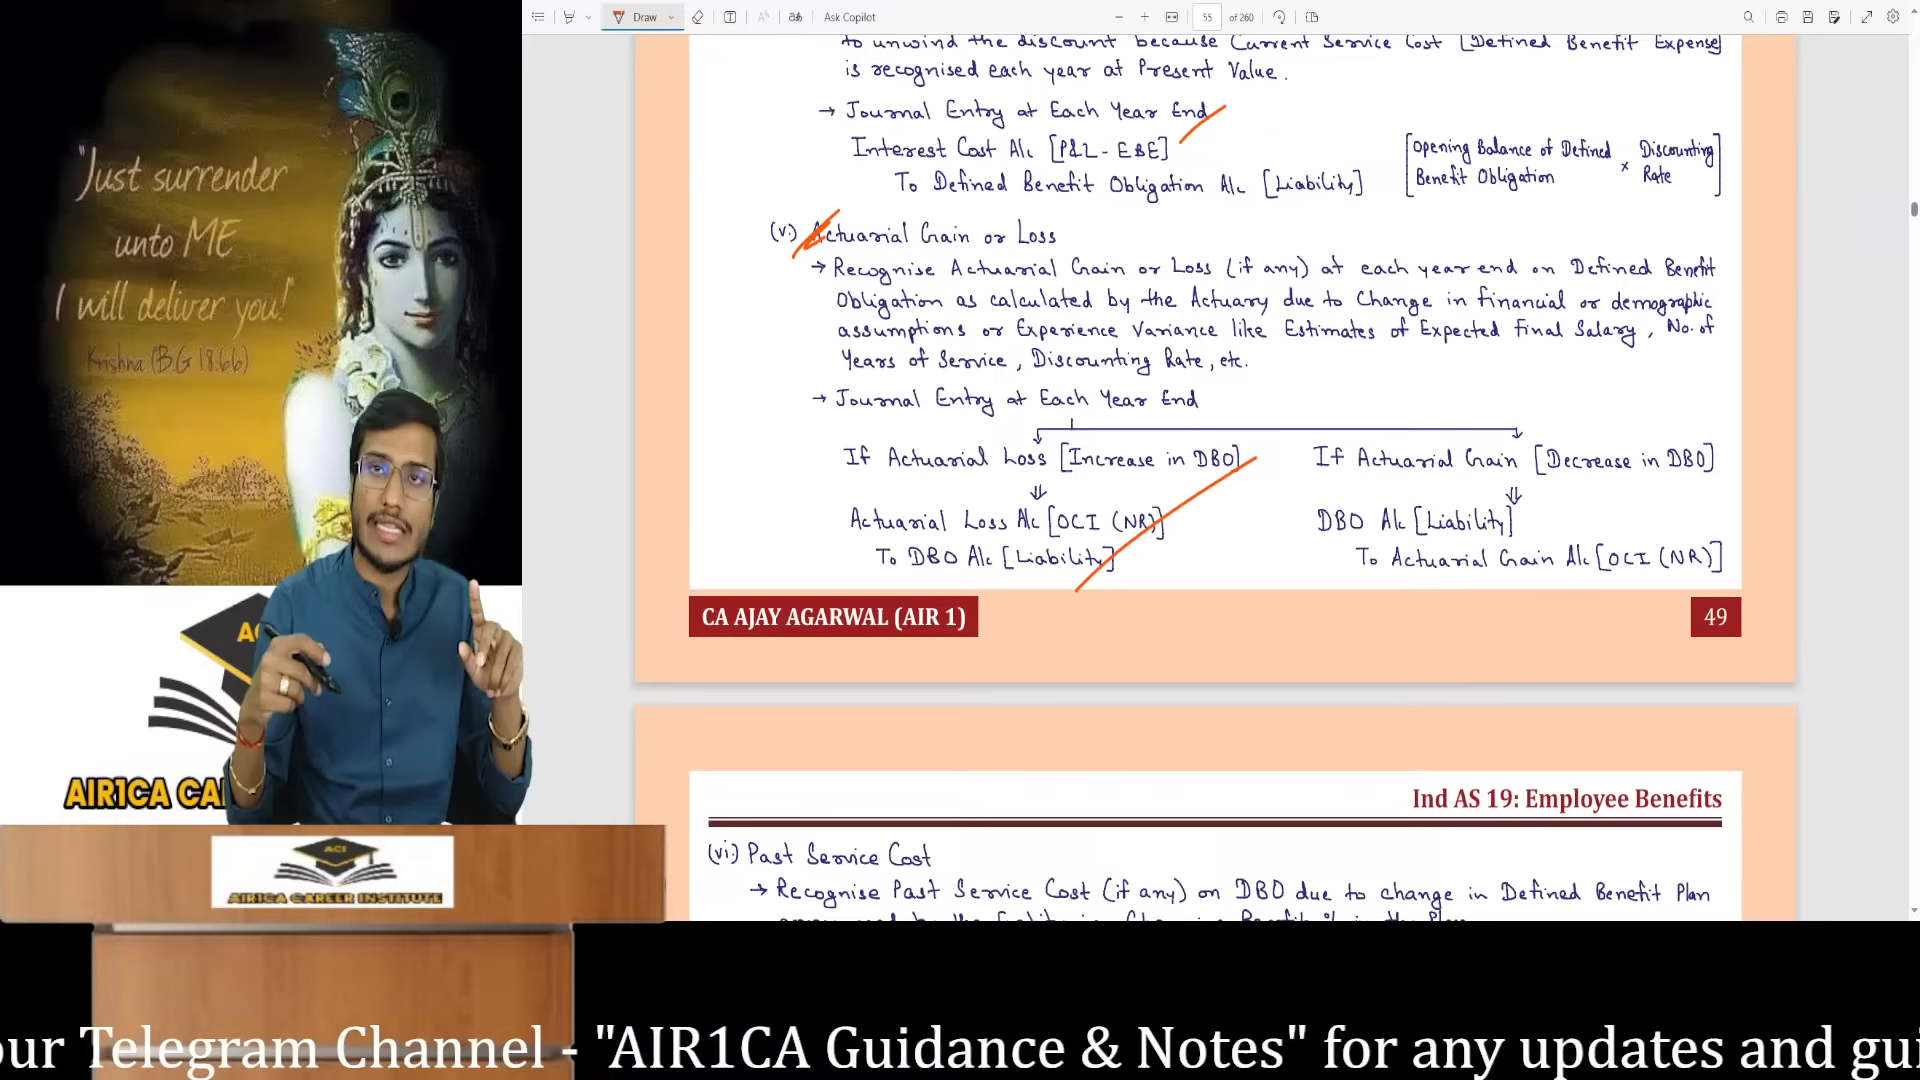 "Just surrender
unto ME
I will deliver you!"
Krishna (B.G 18.66)
AIR1CA CA
ACI
AIR1CA CAREER INSTITUTE
Draw
Ask Copilot
55
of 260
to unwind the discount because Current Service Cost [Defined Benefit Expense]
is recognised each year at Present Value.
→ Journal Entry at Each Year End
Interest Cost A/c [P&L - EBE]
To Defined Benefit Obligation A/c [Liability]
[Opening Balance of Defined Benefit Obligation × Discounting Rate]
(v.) Actuarial Gain or Loss
→ Recognise Actuarial Gain or Loss (if any) at each year end on Defined Benefit
Obligation as calculated by the Actuary due to Change in financial or demographic
assumptions or Experience Variance like Estimates of Expected Final Salary, No. of
Years of Service, Discounting Rate, etc.
→ Journal Entry at Each Year End
If Actuarial Loss [Increase in DBO]
Actuarial Loss A/c [OCI (NR)]
To DBO A/c [Liability]
If Actuarial Gain [Decrease in DBO]
DBO A/c [Liability]
To Actuarial Gain A/c [OCI (NR)]
CA AJAY AGARWAL (AIR 1)
49
Ind AS 19: Employee Benefits
(vi.) Past Service Cost
→ Recognise Past Service Cost (if any) on DBO due to change in Defined Benefit Plan
our Telegram Channel - "AIR1CA Guidance & Notes" for any updates and gui